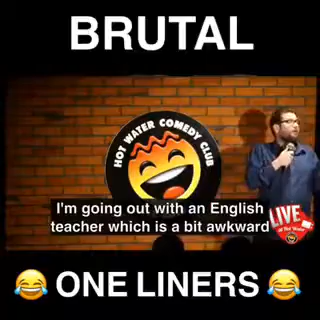 BRUTAL
HOT WATER COMEDY CLUB
I'm going out with an English
teacher which is a bit awkward
LIVE
😂 ONE LINERS 😂